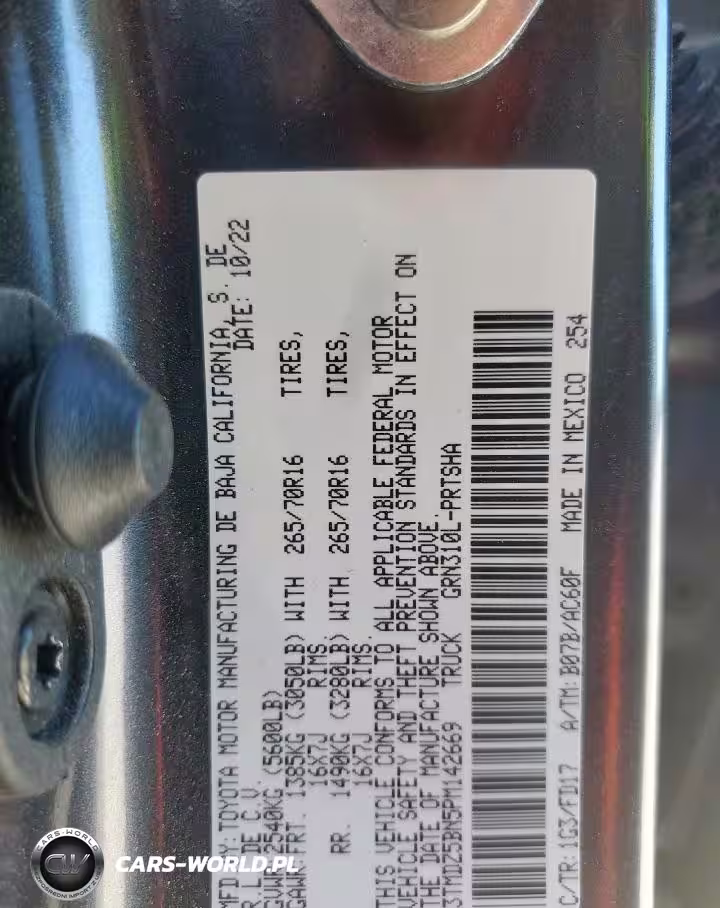 MFD.BY: TOYOTA MOTOR MANUFACTURING DE BAJA CALIFORNIA, S. DE
R.L. DE C.V. DATE: 10/22
GVWR 2540KG (5600LB)
GAWR FRT. 1385KG (3050LB) WITH 265/70R16 TIRES,
16X7J RIMS
RR. 1490KG (3280LB) WITH 265/70R16 TIRES,
16X7J RIMS.
THIS VEHICLE CONFORMS TO ALL APPLICABLE FEDERAL MOTOR
VEHICLE SAFETY AND THEFT PREVENTION STANDARDS IN EFFECT ON
THE DATE OF MANUFACTURE SHOWN ABOVE.
3TMDZ5BN5PM142669 TRUCK GRN310L-PRTSHA
C/TR: 1G3/FD17 A/TM: B07B/AC60F MADE IN MEXICO 254
CARS-WORLD
CW
CARS-WORLD.PL